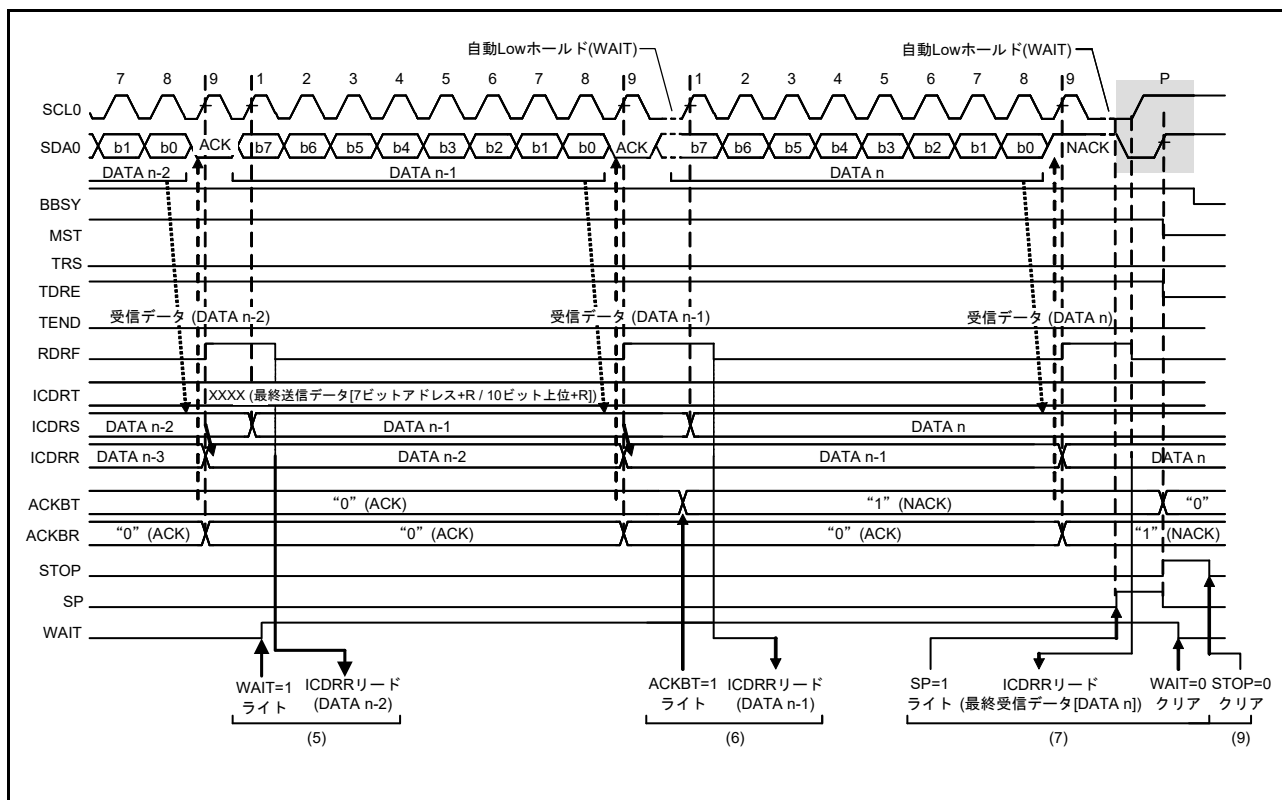 自動Lowホールド(WAIT) 自動Lowホールド(WAIT)
7 8 9 1 2 3 4 5 6 7 8 9 1 2 3 4 5 6 7 8 9 P
SCL0
SDA0 b1 b0 ACK b7 b6 b5 b4 b3 b2 b1 b0 ACK b7 b6 b5 b4 b3 b2 b1 b0 NACK
DATA n-2 DATA n-1 DATA n
BBSY
MST
TRS
TDRE
受信データ (DATA n-2) 受信データ (DATA n-1) 受信データ (DATA n)
TEND
RDRF
ICDRT XXXX (最終送信データ[7ビットアドレス+R / 10ビット上位+R])
ICDRS DATA n-2 DATA n-1 DATA n
ICDRR DATA n-3 DATA n-2 DATA n-1 DATA n
ACKBT “0” (ACK) “1” (NACK) “0”
ACKBR “0” (ACK) “0” (ACK) “0” (ACK) “1” (NACK)
STOP
SP
WAIT
WAIT=1 ICDRRリード ACKBT=1 ICDRRリード SP=1 ICDRRリード WAIT=0 STOP=0
ライト (DATA n-2) ライト (DATA n-1) ライト (最終受信データ[DATA n]) クリア クリア
(5) (6) (7) (9)